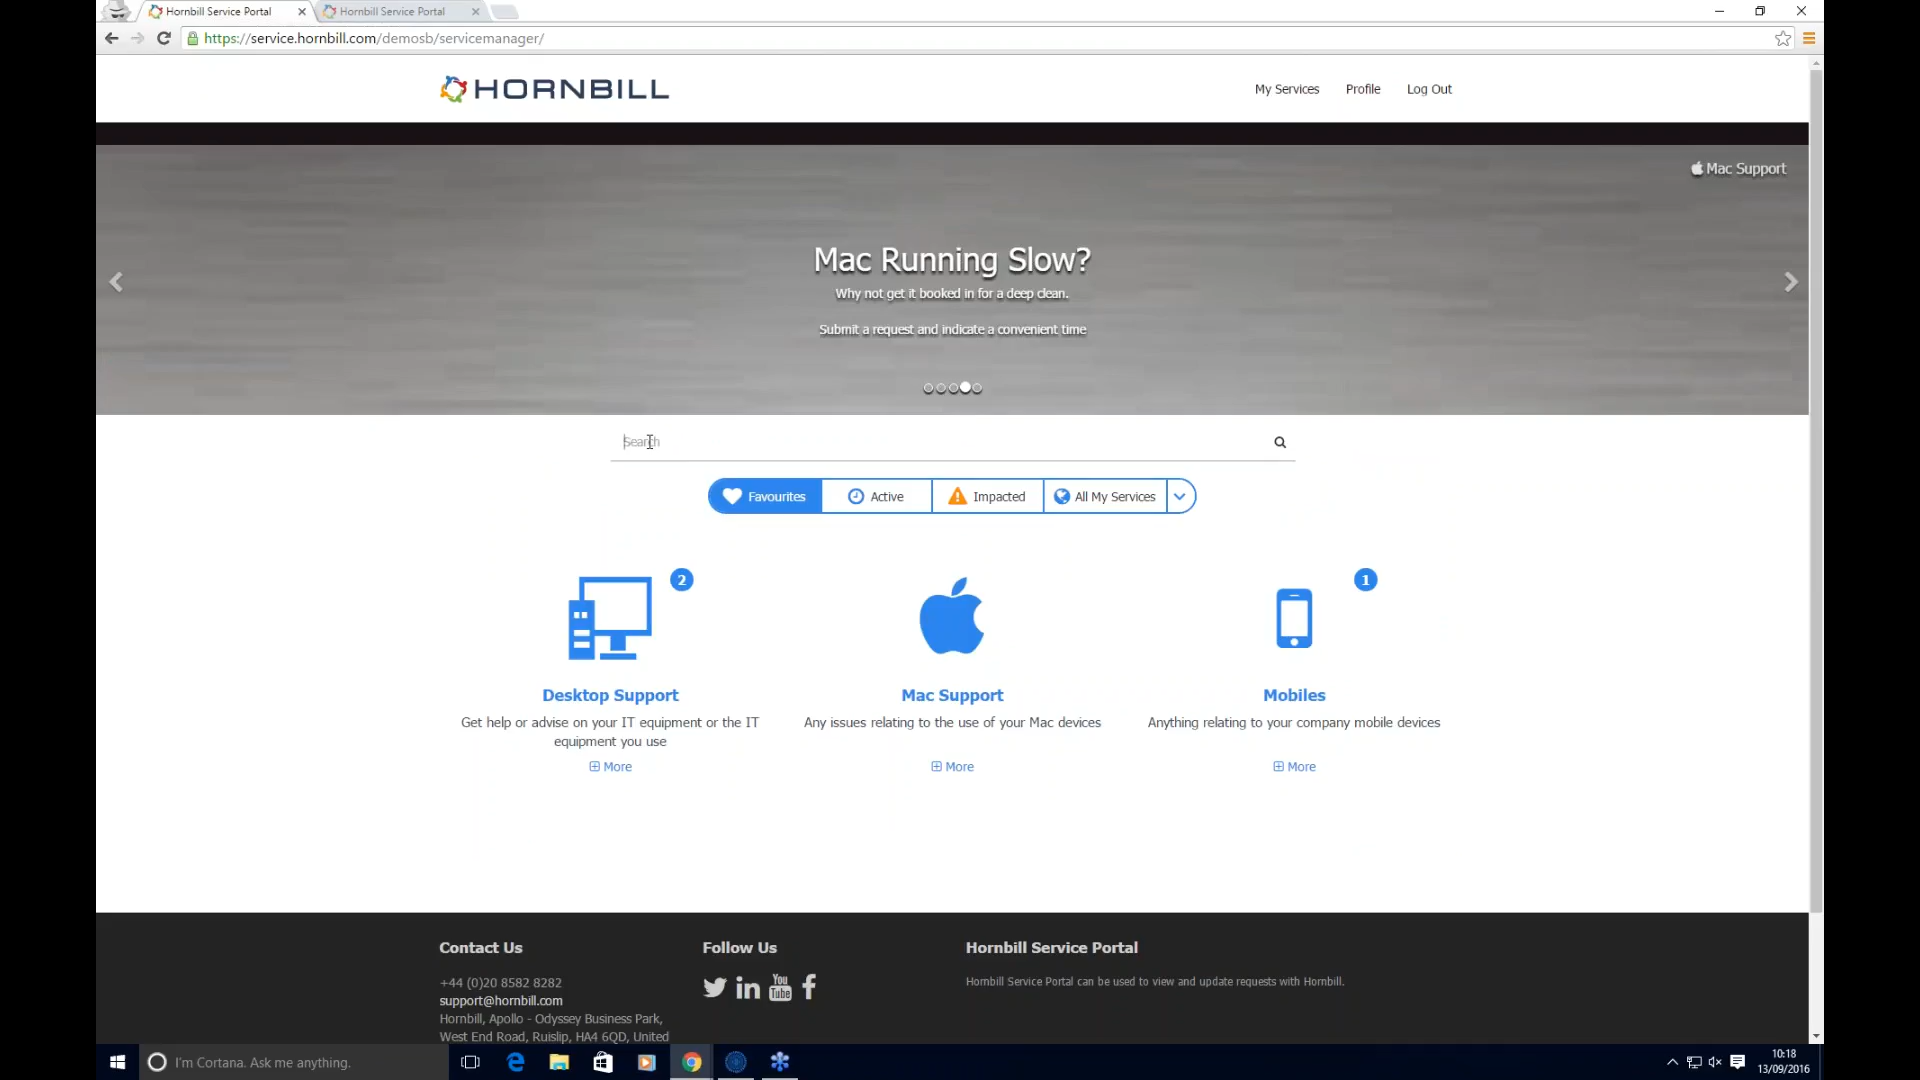 Hornbill Service Portal
Hornbill Service Portal
https://service.hornbill.com/demosb/servicemanager/
HORNBILL
My Services
Profile
Log Out
Mac Support
Mac Running Slow?
Why not get it booked in for a deep clean.
Submit a request and indicate a convenient time
Search
Favourites
Active
Impacted
All My Services
2
1
Desktop Support
Get help or advise on your IT equipment or the IT
equipment you use
More
Mac Support
Any issues relating to the use of your Mac devices
More
Mobiles
Anything relating to your company mobile devices
More
Contact Us
+44 (0)20 8582 8282
support@hornbill.com
Hornbill, Apollo - Odyssey Business Park,
West End Road, Ruislip, HA4 6QD, United
Follow Us
You
Tube
Hornbill Service Portal
Hornbill Service Portal can be used to view and update requests with Hornbill.
I'm Cortana. Ask me anything.
10:18
13/09/2016